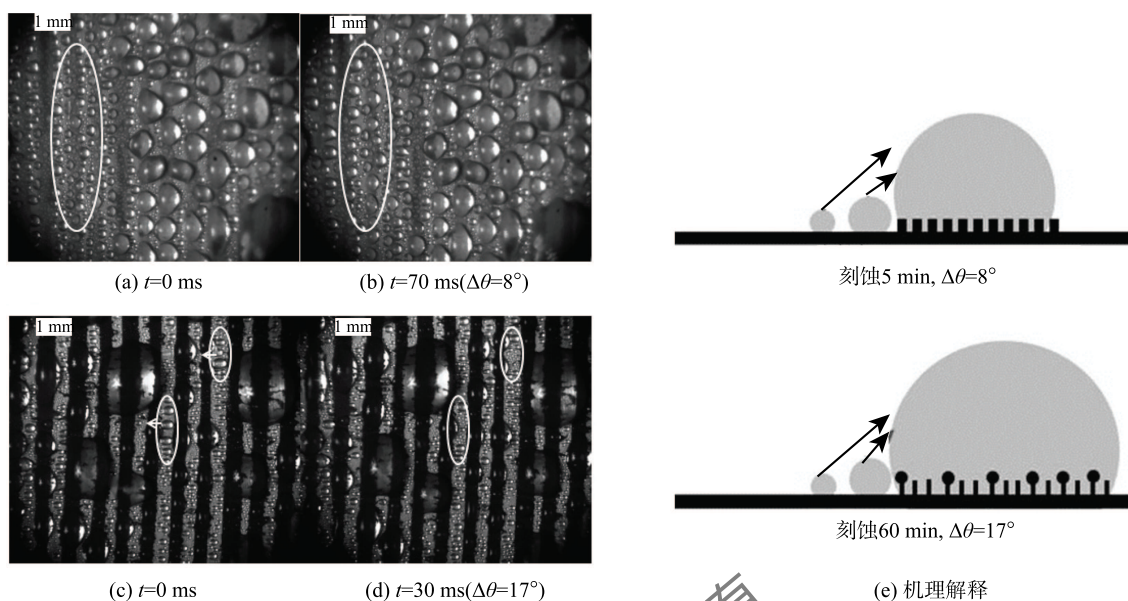 1 mm
1 mm
(a) t=0 ms
(b) t=70 ms(Δθ=8°)
刻蚀5 min, Δθ=8°
1 mm
1 mm
刻蚀60 min, Δθ=17°
(c) t=0 ms
(d) t=30 ms(Δθ=17°)
有
(e) 机理解释